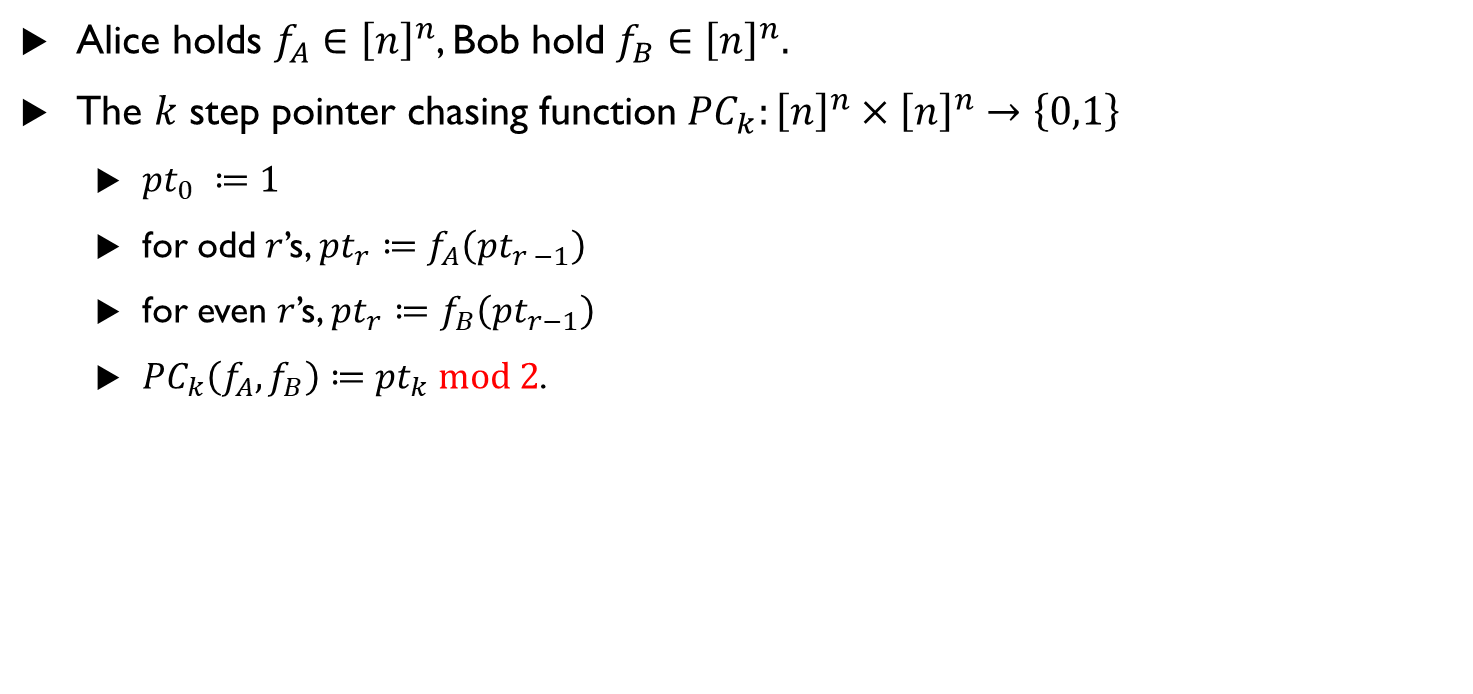 ▶ Alice holds 𝑓_𝐴 ∈ [𝑛]^𝑛, Bob hold 𝑓_𝐵 ∈ [𝑛]^𝑛.
▶ The 𝑘 step pointer chasing function 𝑃𝐶_𝑘: [𝑛]^𝑛 × [𝑛]^𝑛 → {0,1}
▶ 𝑝𝑡_0 ≔ 1
▶ for odd 𝑟's, 𝑝𝑡_𝑟 ≔ 𝑓_𝐴(𝑝𝑡_{𝑟−1})
▶ for even 𝑟's, 𝑝𝑡_𝑟 ≔ 𝑓_𝐵(𝑝𝑡_{𝑟−1})
▶ 𝑃𝐶_𝑘(𝑓_𝐴, 𝑓_𝐵) ≔ 𝑝𝑡_𝑘 mod 2.